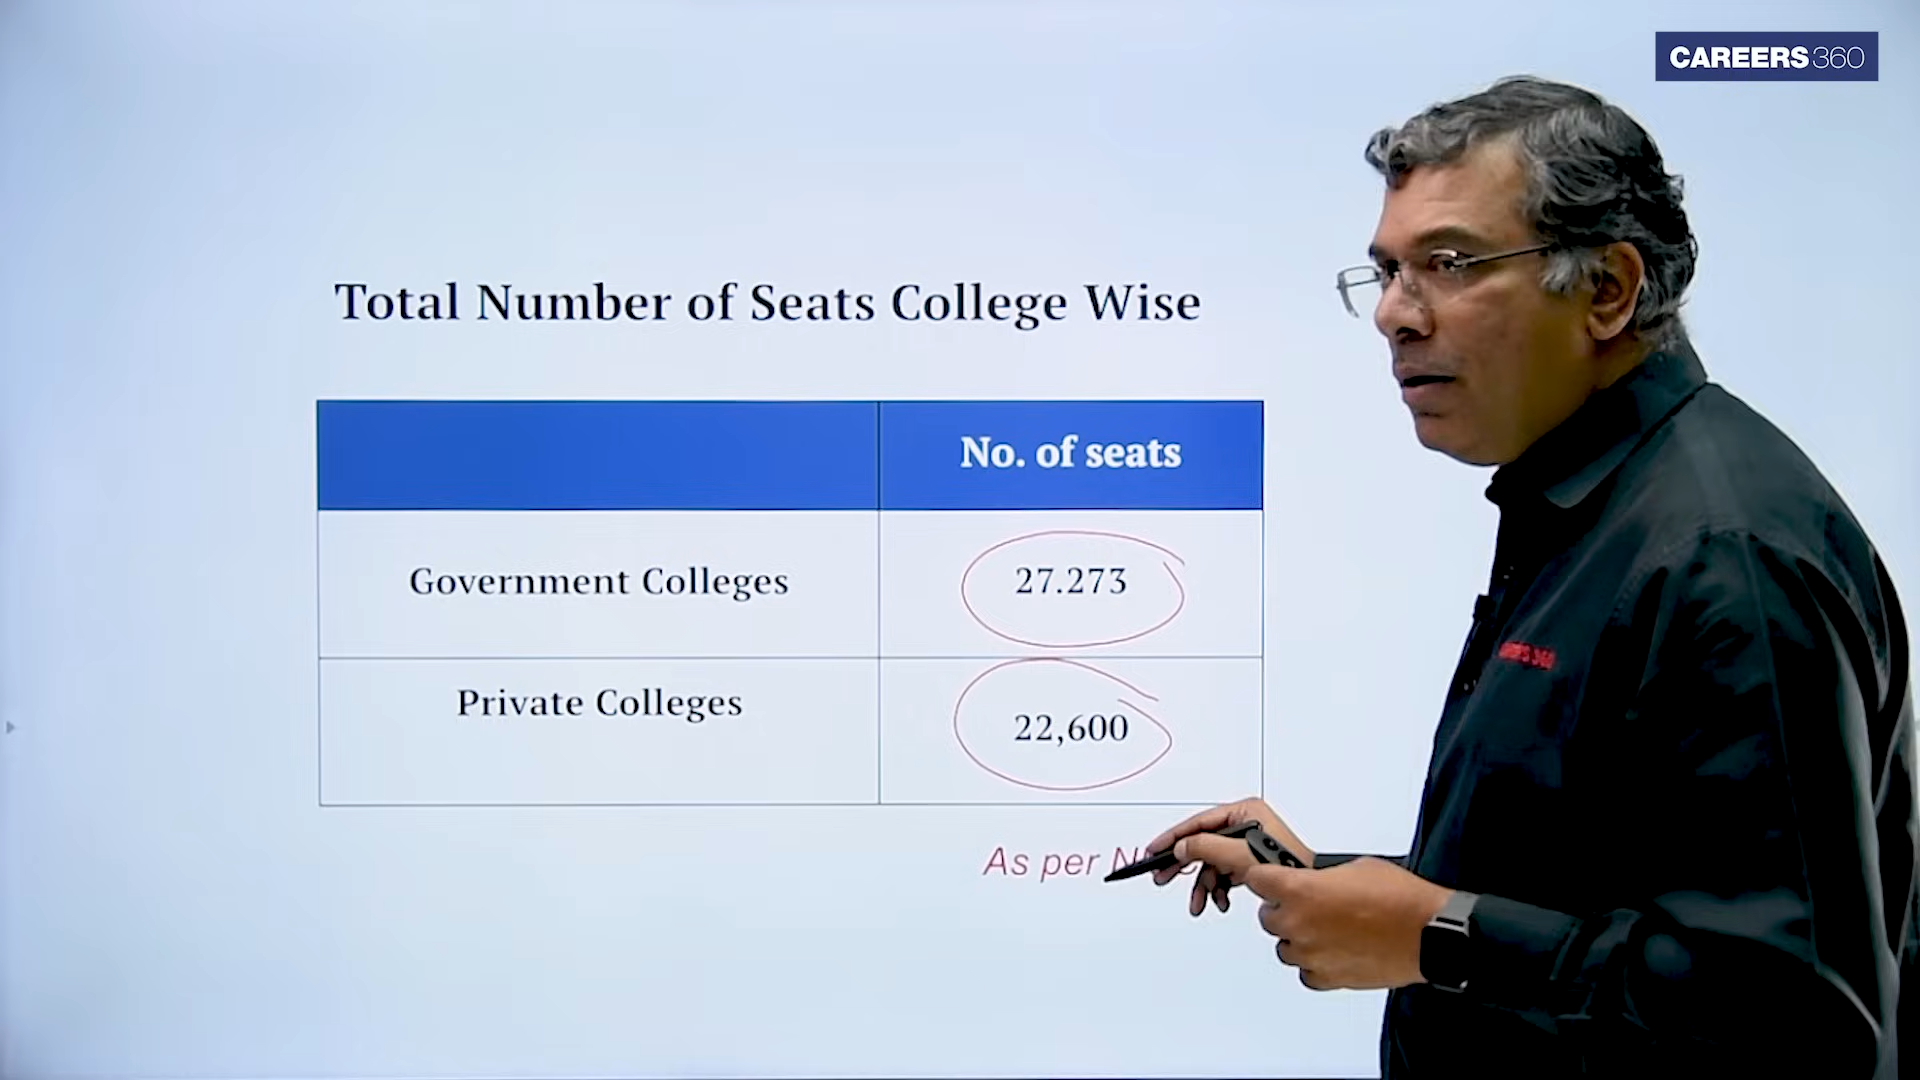 CAREERS360
Total Number of Seats College Wise
No. of seats
Government Colleges
27.273
Private Colleges
22,600
As per